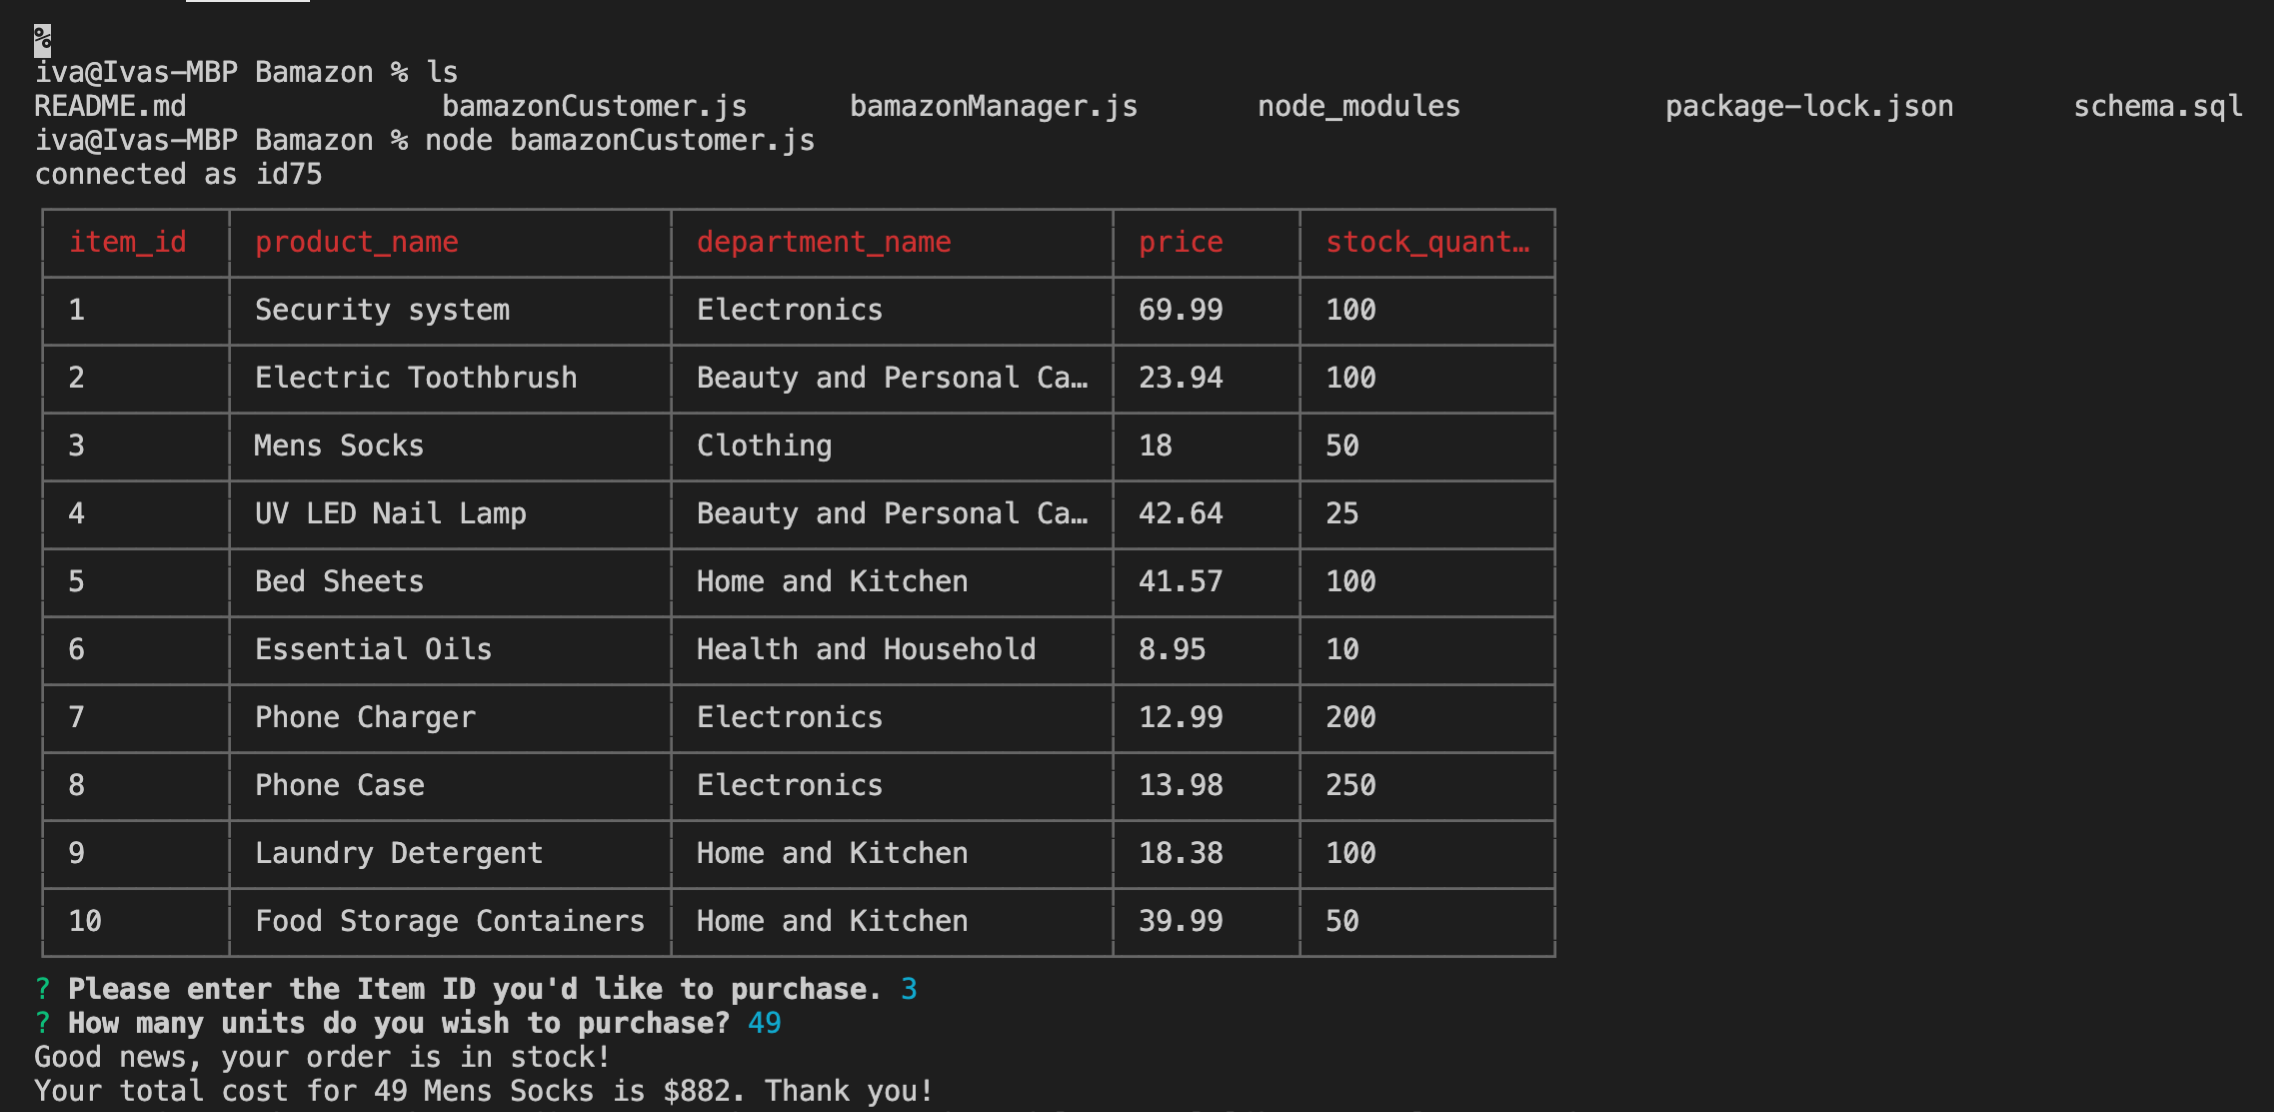 %
iva@Ivas-MBP Bamazon % ls
README.md bamazonCustomer.js bamazonManager.js node_modules package-lock.json schema.sql
iva@Ivas-MBP Bamazon % node bamazonCustomer.js
connected as id75
item_id product_name department_name price stock_quant…
1 Security system Electronics 69.99 100
2 Electric Toothbrush Beauty and Personal Ca… 23.94 100
3 Mens Socks Clothing 18 50
4 UV LED Nail Lamp Beauty and Personal Ca… 42.64 25
5 Bed Sheets Home and Kitchen 41.57 100
6 Essential Oils Health and Household 8.95 10
7 Phone Charger Electronics 12.99 200
8 Phone Case Electronics 13.98 250
9 Laundry Detergent Home and Kitchen 18.38 100
10 Food Storage Containers Home and Kitchen 39.99 50
? Please enter the Item ID you'd like to purchase. 3
? How many units do you wish to purchase? 49
Good news, your order is in stock!
Your total cost for 49 Mens Socks is $882. Thank you!